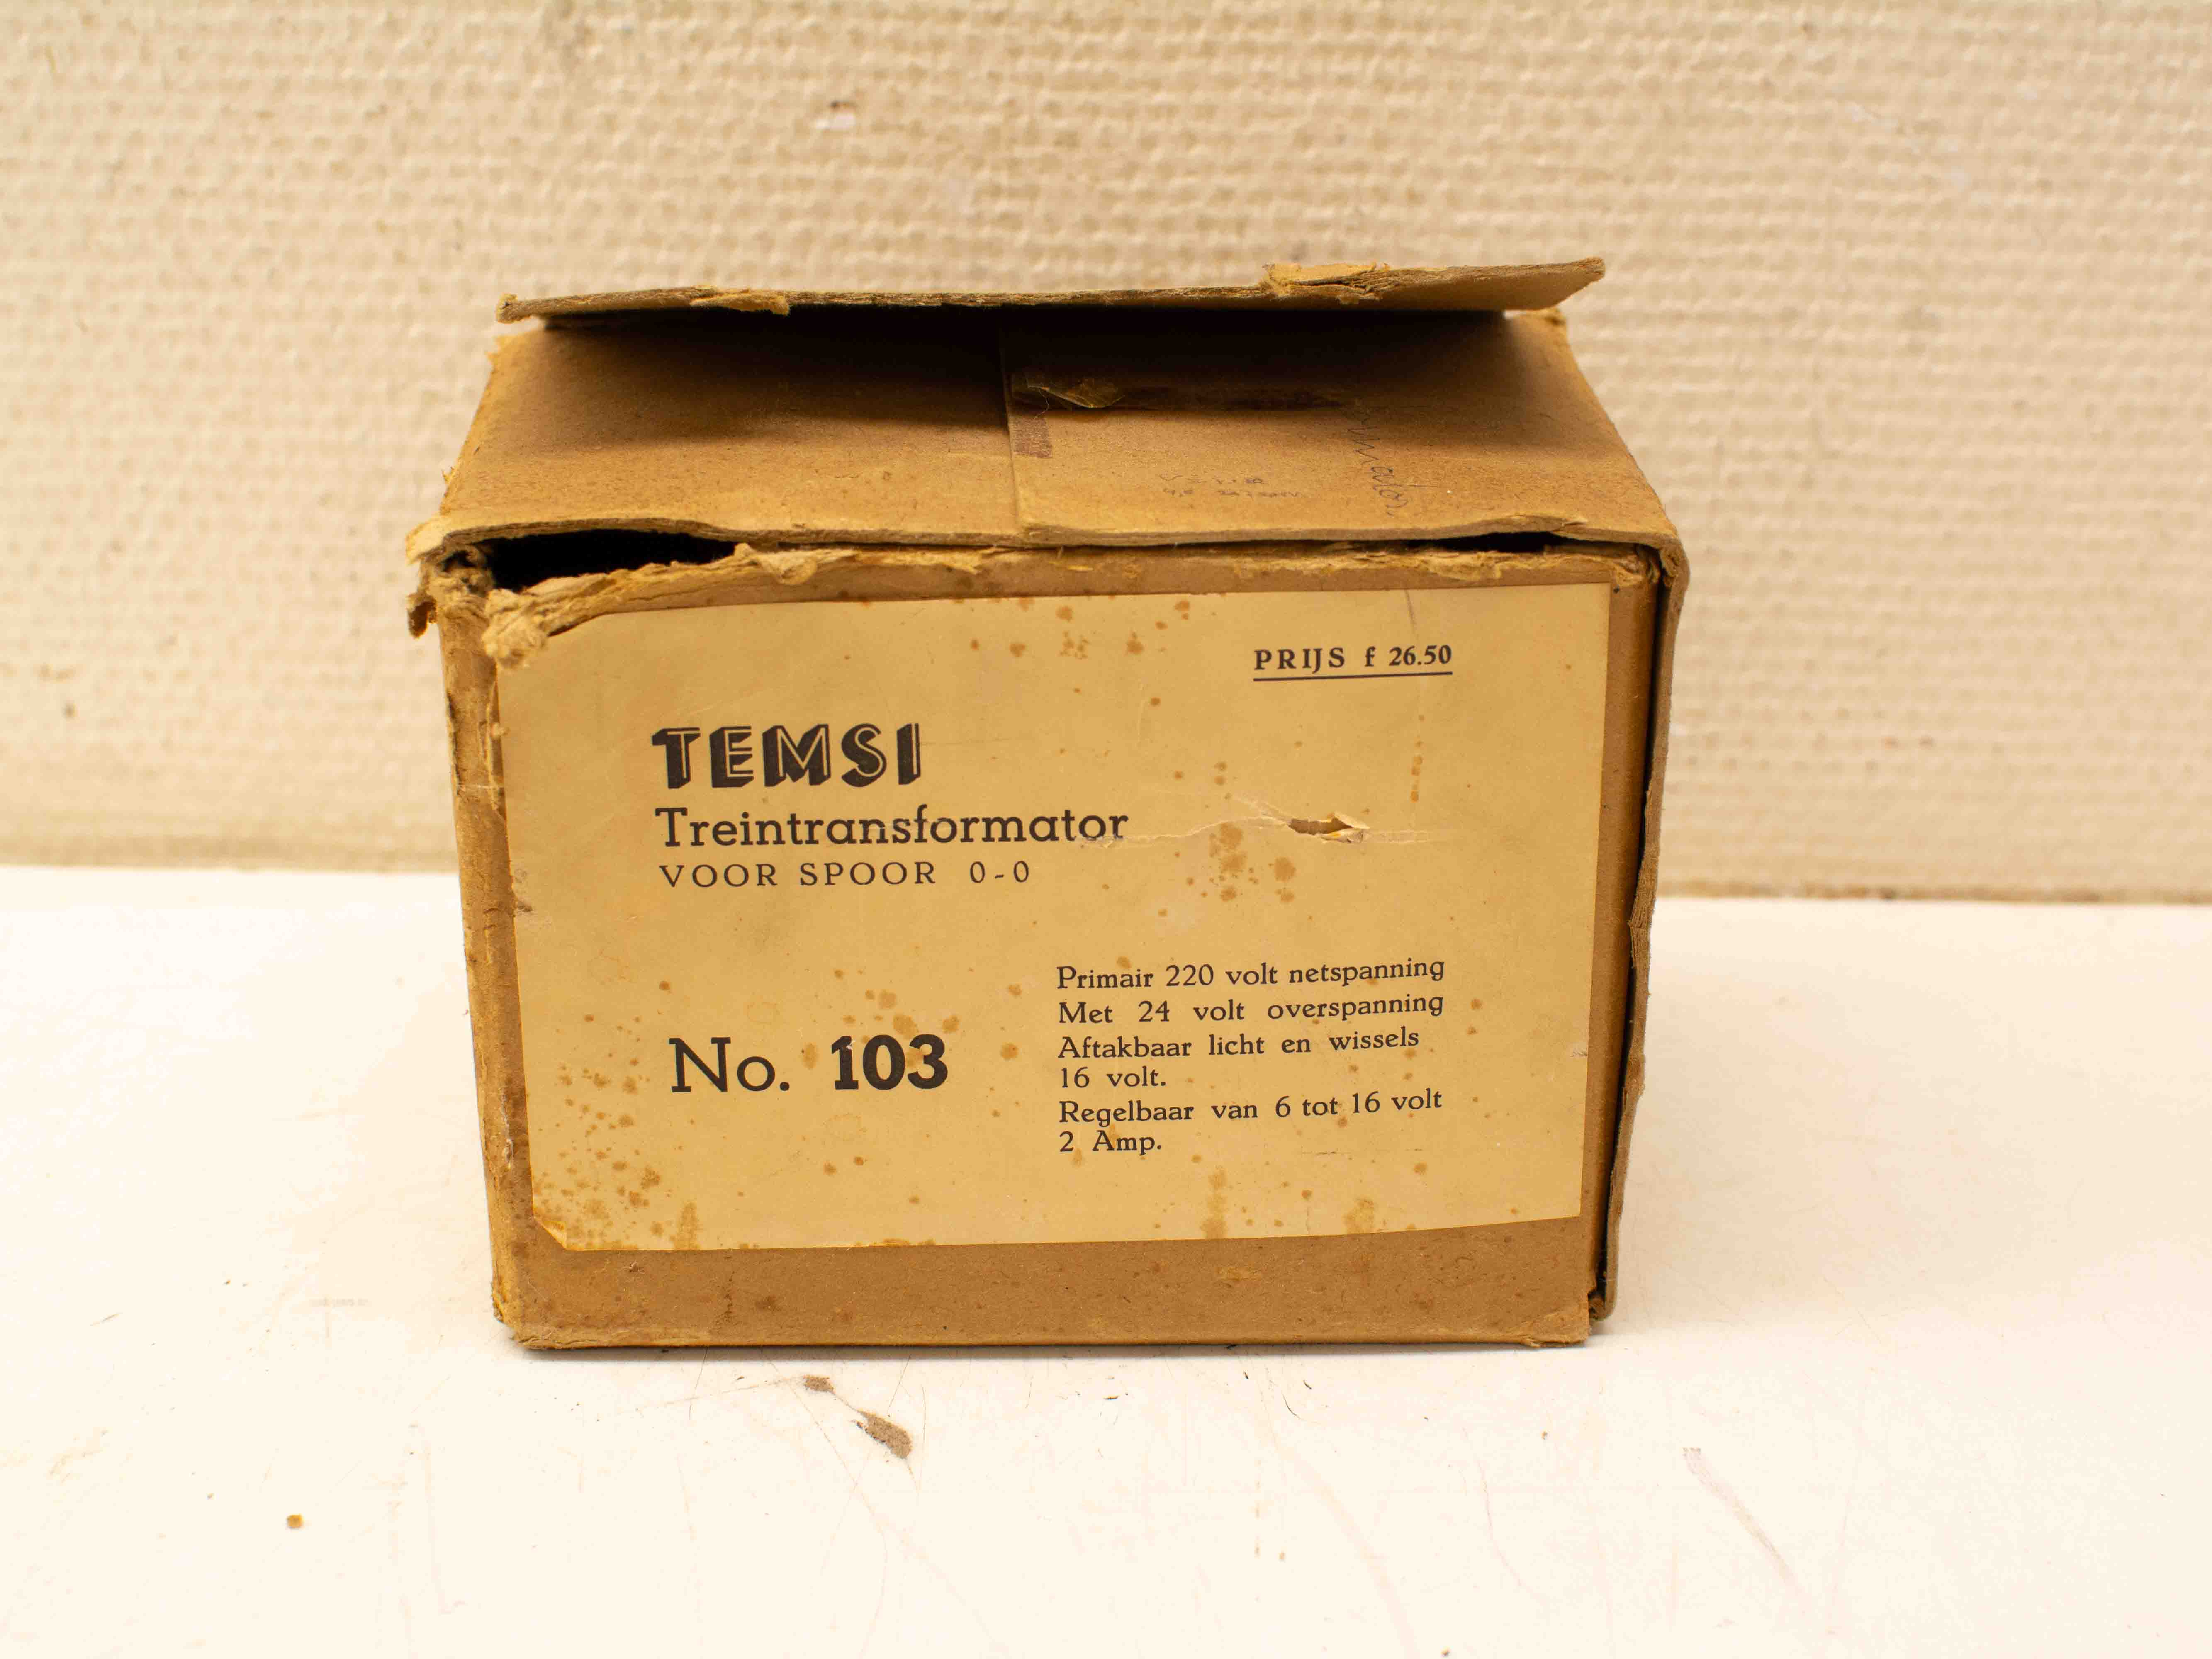 PRIJS f 26.50
TEMSI
Treintransformator
VOOR SPOOR 0-0
No. 103
Primair 220 volt netspanning
Met 24 volt overspanning
Aftakbaar licht en wissels
16 volt.
Regelbaar van 6 tot 16 volt
2 Amp.